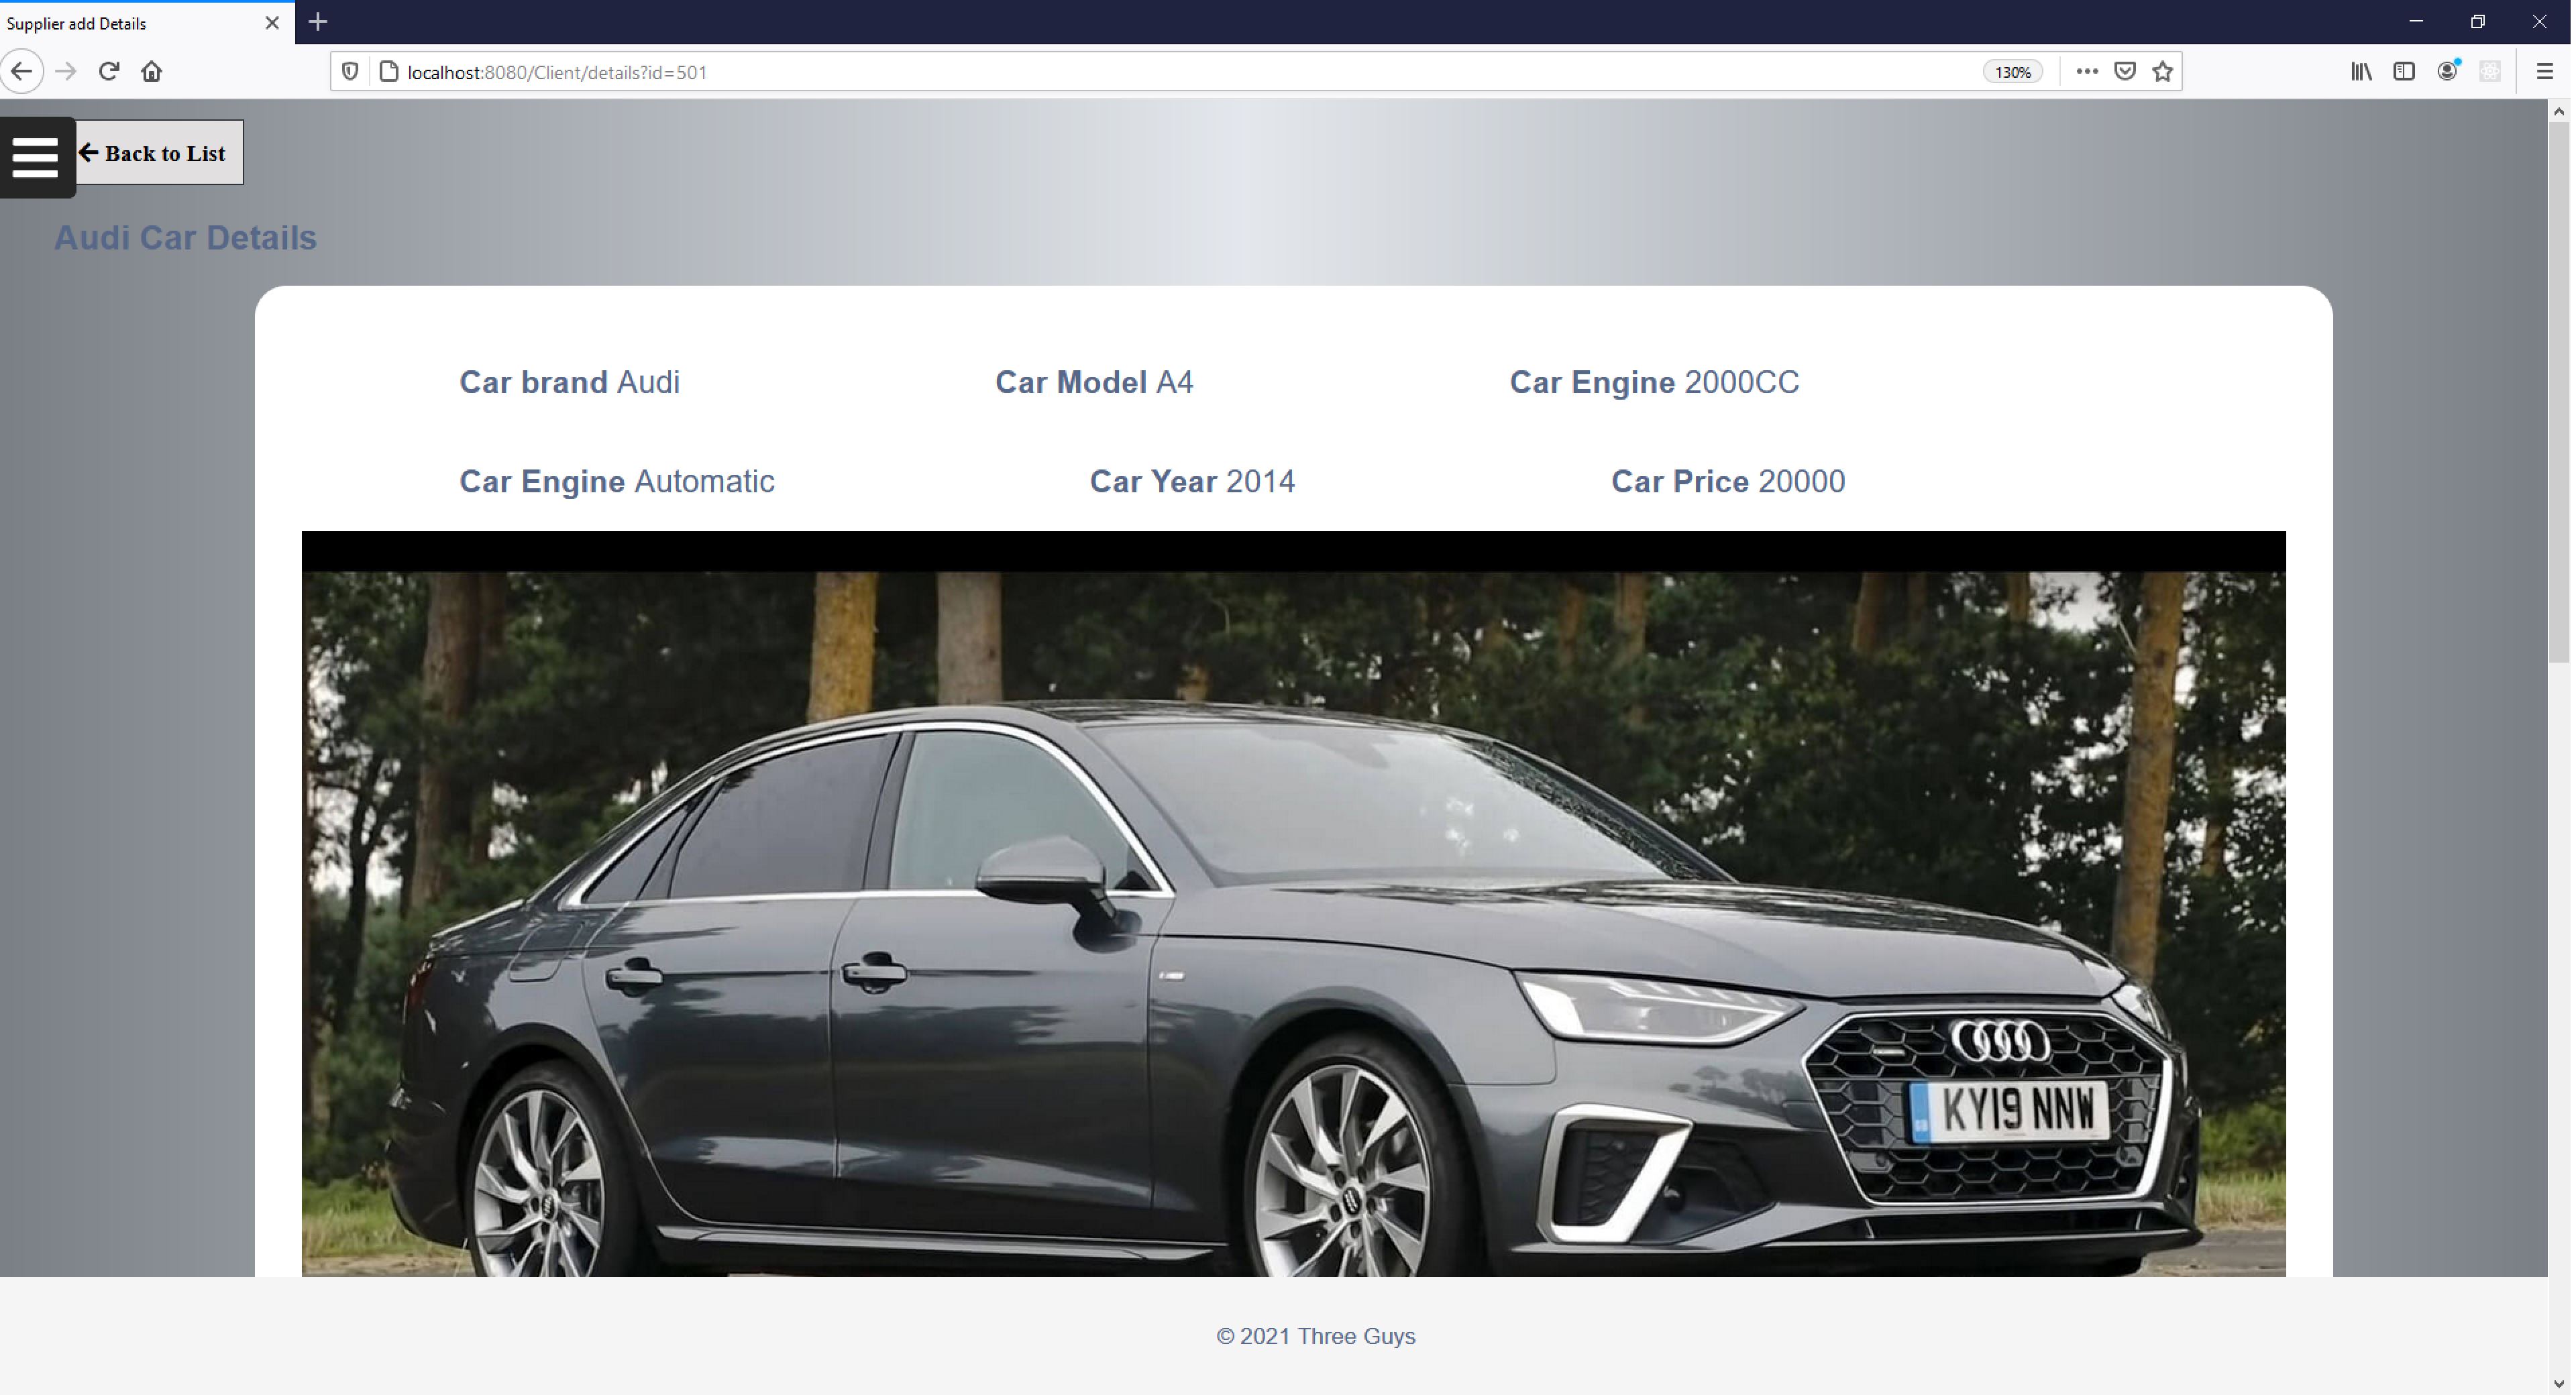 Supplier add Details
localhost:8080/Client/details?id=501
130%
Back to List
Audi Car Details
Car brand Audi
Car Model A4
Car Engine 2000CC
Car Engine Automatic
Car Year 2014
Car Price 20000
KY19 NNW
© 2021 Three Guys